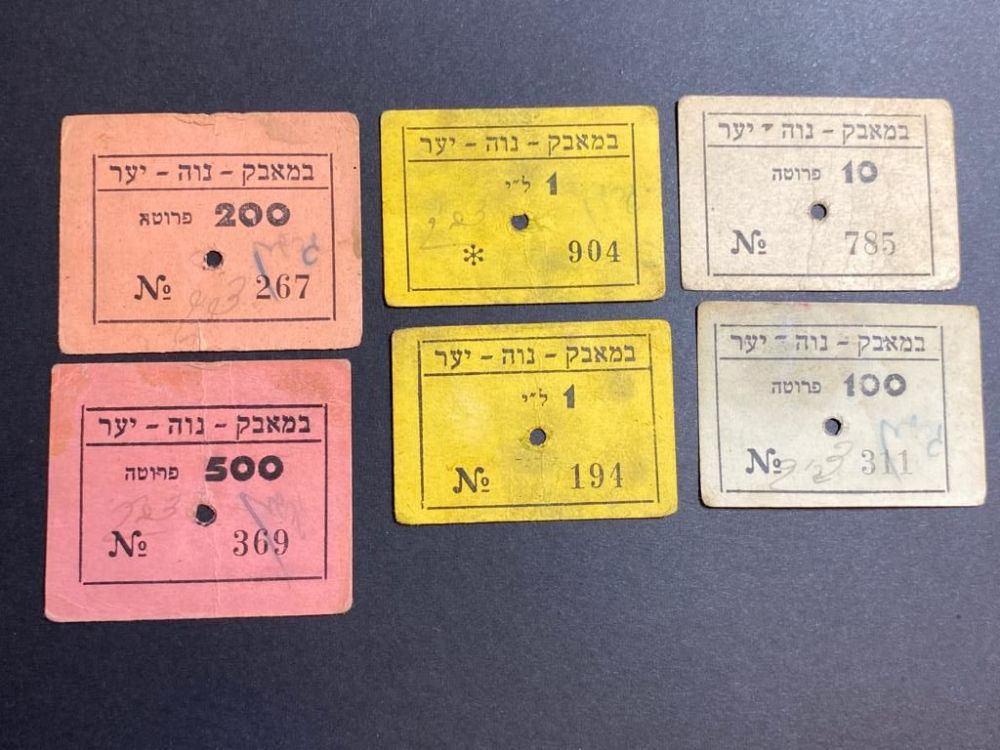 במאבק - נוה - יער
200 פרוטא
№ 267
במאבק - נוה - יער
1 ל״י
* 904
במאבק - נוה - יער
10 פרוטה
№ 785
במאבק - נוה - יער
500 פרוטה
№ 369
במאבק - נוה - יער
1 ל״י
№ 194
במאבק - נוה - יער
100 פרוטה
№ 311